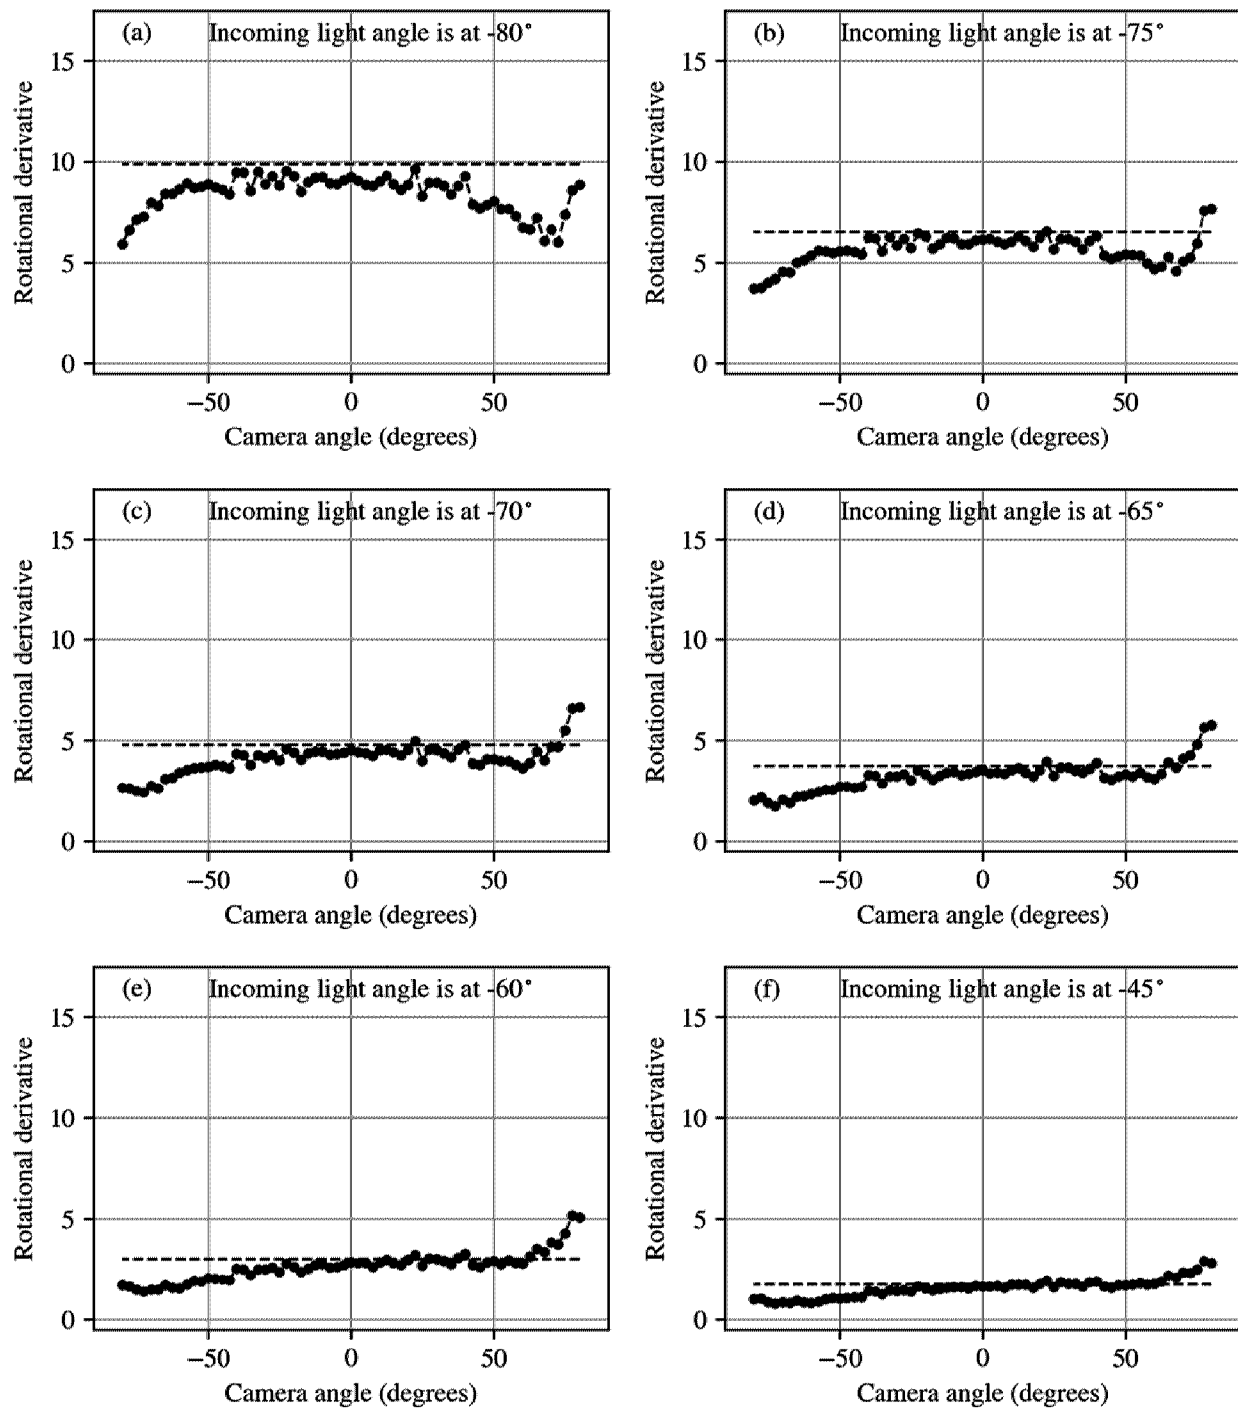 (a) Incoming light angle is at -80°
15
10
5
0
Rotational derivative
−50 0 50
Camera angle (degrees)
(b) Incoming light angle is at -75°
15
10
5
0
Rotational derivative
−50 0 50
Camera angle (degrees)
(c) Incoming light angle is at -70°
15
10
5
0
Rotational derivative
−50 0 50
Camera angle (degrees)
(d) Incoming light angle is at -65°
15
10
5
0
Rotational derivative
−50 0 50
Camera angle (degrees)
(e) Incoming light angle is at -60°
15
10
5
0
Rotational derivative
−50 0 50
Camera angle (degrees)
(f) Incoming light angle is at -45°
15
10
5
0
Rotational derivative
−50 0 50
Camera angle (degrees)